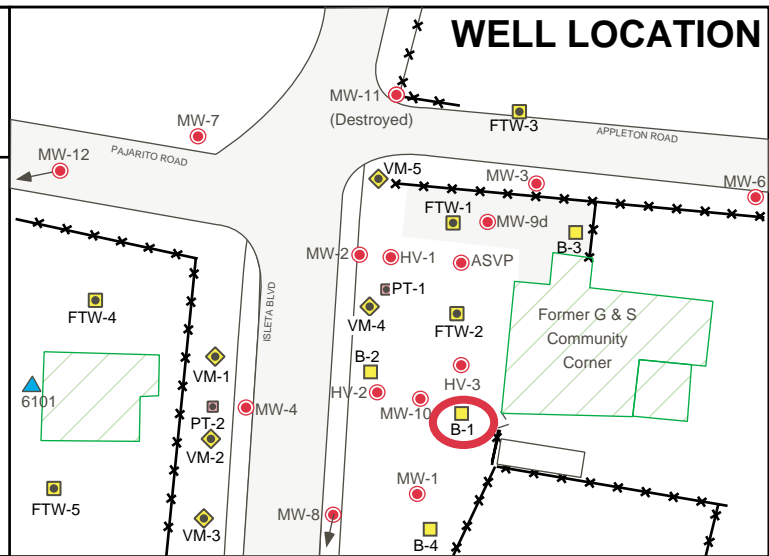 WELL LOCATION
MW-11
(Destroyed)
FTW-3
APPLETON ROAD
MW-7
PAJARITO ROAD
MW-12
VM-5
MW-3
MW-6
FTW-1
MW-9d
B-3
MW-2
HV-1
ASVP
PT-1
ISLETA BLVD
FTW-4
VM-4
FTW-2
Former G & S
Community
Corner
VM-1
B-2
HV-3
6101
HV-2
MW-10
PT-2
MW-4
B-1
VM-2
MW-1
FTW-5
VM-3
MW-8
B-4